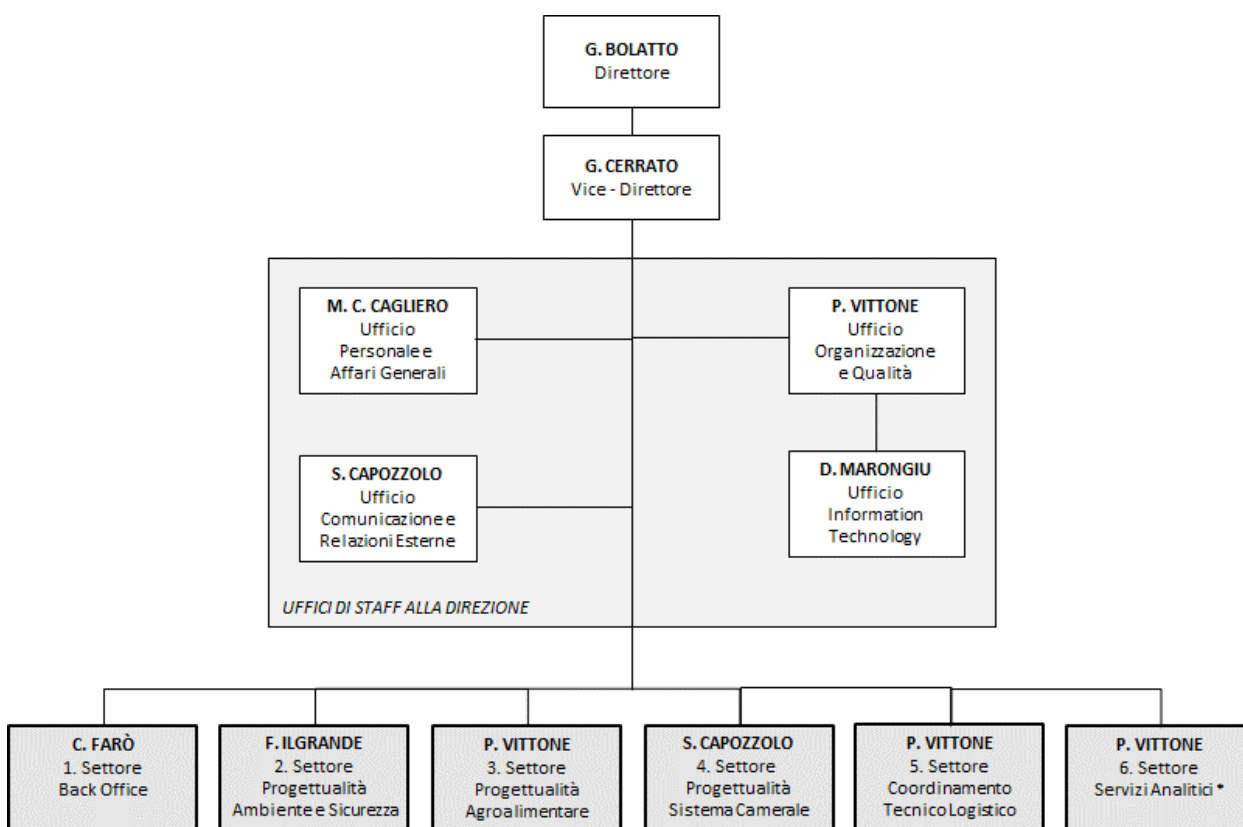 G. BOLATTO
Direttore
G. CERRATO
Vice - Direttore
M. C. CAGLIERO
Ufficio
Personale e
Affari Generali
P. VITTONE
Ufficio
Organizzazione
e Qualità
S. CAPOZZOLO
Ufficio
Comunicazione e
Relazioni Esterne
D. MARONGIU
Ufficio
Information
Technology
UFFICI DI STAFF ALLA DIREZIONE
C. FARÒ
1. Settore
Back Office
F. ILGRANDE
2. Settore
Progettualità
Ambiente e Sicurezza
P. VITTONE
3. Settore
Progettualità
Agroalimentare
S. CAPOZZOLO
4. Settore
Progettualità
Sistema Camerale
P. VITTONE
5. Settore
Coordinamento
Tecnico Logistico
P. VITTONE
6. Settore
Servizi Analitici *